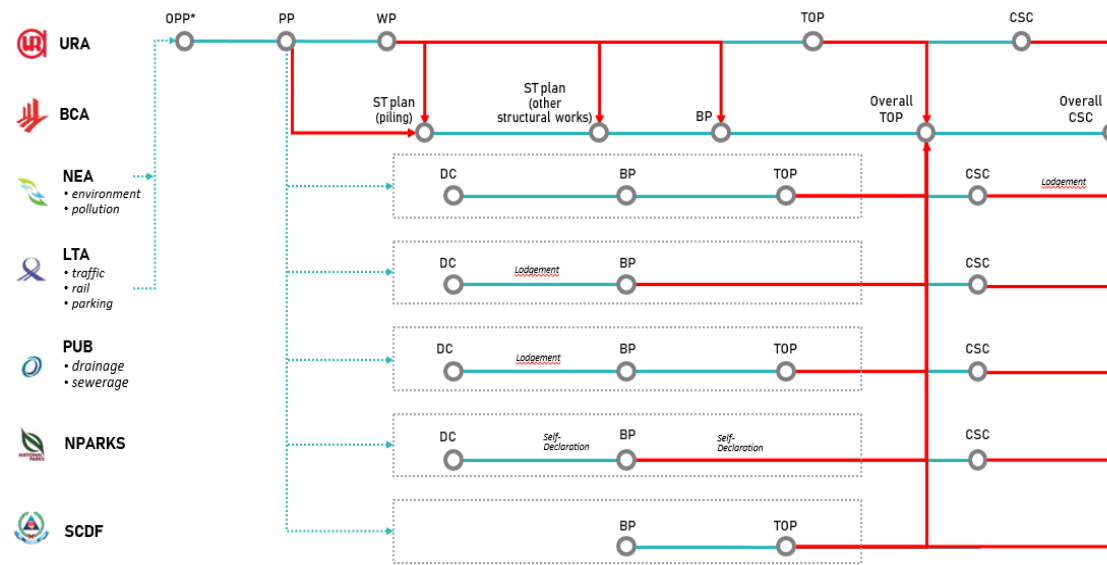 OPP*
PP
WP
TOP
CSC
URA
ST plan
(piling)
ST plan
(other
structural works)
BP
Overall
TOP
Overall
CSC
BCA
NEA
• environment
• pollution
DC
BP
TOP
CSC
Lodgement
LTA
• traffic
• rail
• parking
DC
Lodgement
BP
CSC
PUB
• drainage
• sewerage
DC
Lodgement
BP
TOP
CSC
NPARKS
DC
Self-
Declaration
BP
Self-
Declaration
CSC
SCDF
BP
TOP